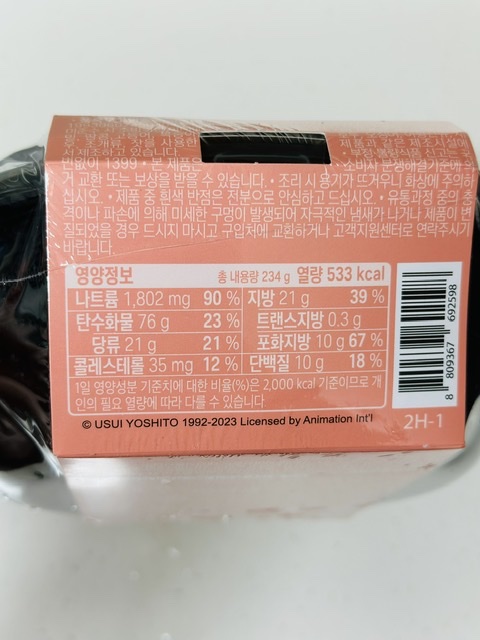 반없이 1399 • 본 제품은
소비자 분쟁해결기준에
교환 또는 보상을 받을 수 있습니다. • 조리 시 용기가 뜨거우니 화상에 주의하
십시오. • 제품 중 흰색 반점은 전분으로 안심하고 드십시오. • 유통과정 중의 충
격이나 파손에 의해 미세한 구멍이 발생되어 자극적인 냄새가 나거나 제품이 변
질되었을 경우 드시지 마시고 구입처에 교환하거나 고객지원센터로 연락주시기
바랍니다.
영양정보 총 내용량 234 g 열량 533 kcal
나트륨 1,802 mg 90 % 지방 21 g 39 %
탄수화물 76 g 23 % 트랜스지방 0.3 g
당류 21 g 21 % 포화지방 10 g 67 %
콜레스테롤 35 mg 12 % 단백질 10 g 18 %
1일 영양성분 기준치에 대한 비율(%)은 2,000 kcal 기준이므로 개
인의 필요 열량에 따라 다를 수 있습니다.
8 809367 692598
© USUI YOSHITO 1992-2023 Licensed by Animation Int'l
2H-1